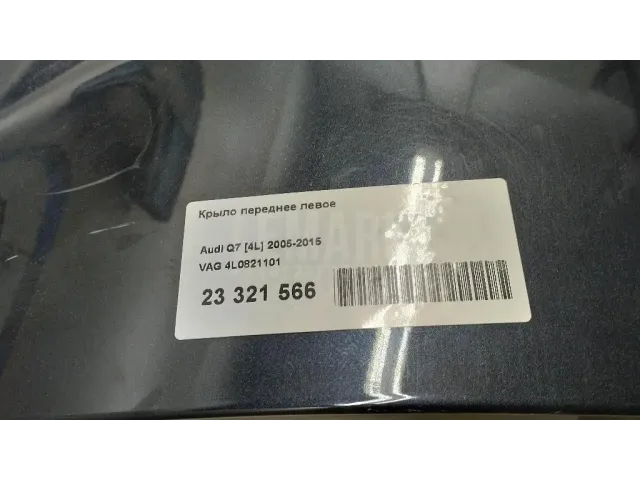 Крыло переднее левое
Audi Q7 [4L] 2005-2015
VAG 4L0821101
23 321 566